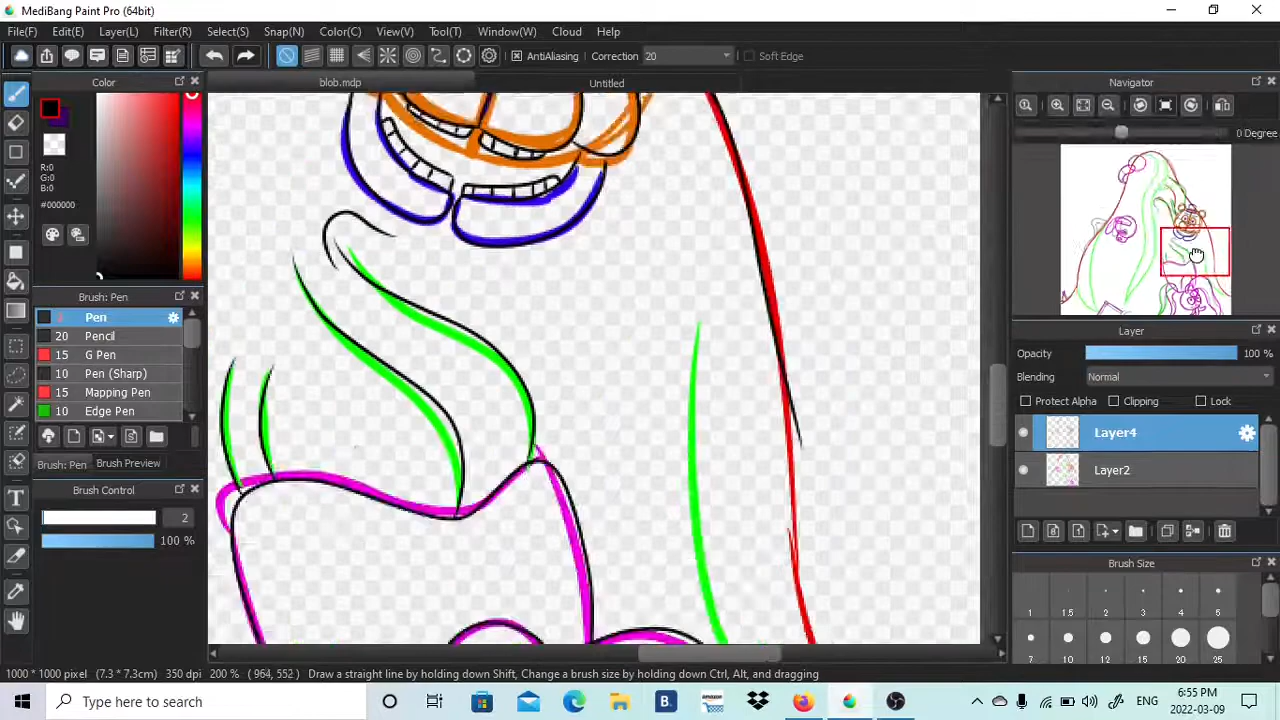 MediBang Paint Pro (64bit)
File(F) Edit(E) Layer(L) Filter(R) Select(S) Snap(N) Color(C) View(V) Tool(T) Window(W) Cloud Help
AntiAliasing Correction 20 Soft Edge
Color
blob.mdp
Untitled
Navigator
R:0
G:0
B:0
#000000
0 Degree
Brush: Pen
Pen
20 Pencil
15 G Pen
10 Pen (Sharp)
15 Mapping Pen
10 Edge Pen
Brush: Pen Brush Preview
Brush Control
2
100 %
Layer
Opacity 100 %
Blending Normal
Protect Alpha Clipping Lock
Layer4
Layer2
Brush Size
1 1.5 2 3 4 5
7 10 12 15 20 25
1000 * 1000 pixel (7.3 * 7.3cm) 350 dpi 200 % (964, 552) Draw a straight line by holding down Shift, Change a brush size by holding down Ctrl, Alt, and dragging
Type here to search
B.
ENG
6:55 PM
2022-03-09
T